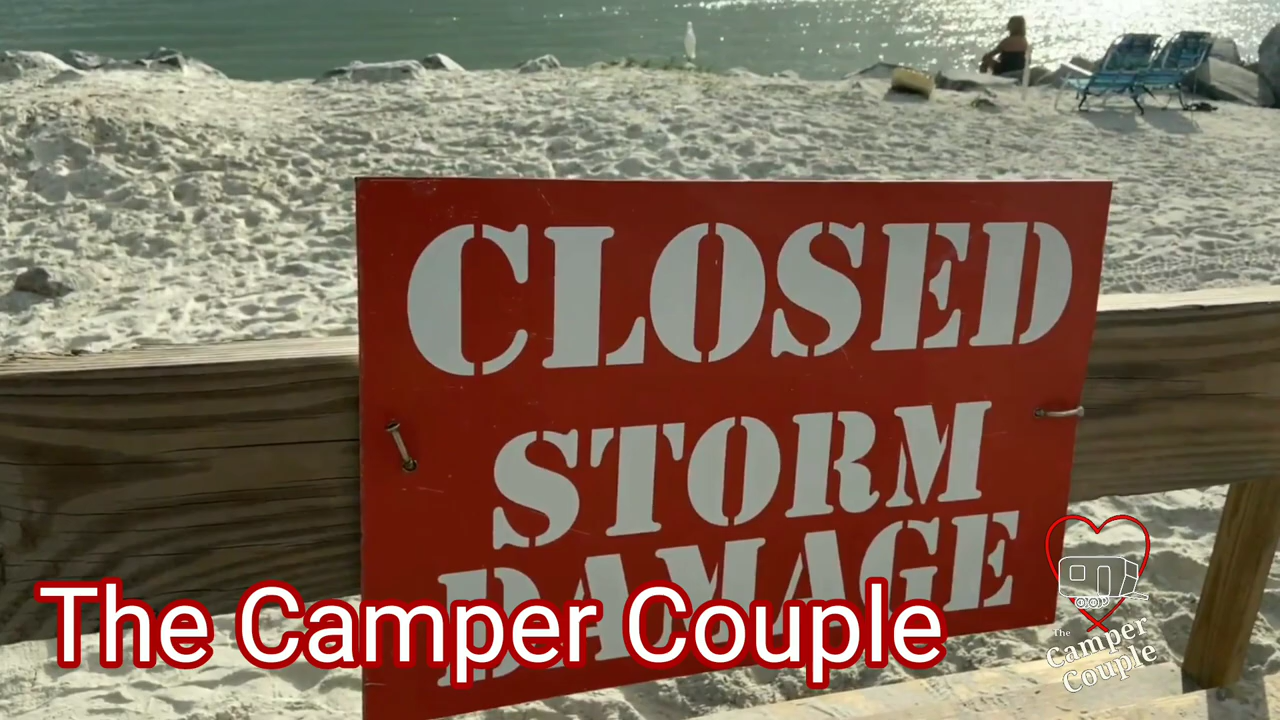 CLOSED
STORM
DAMAGE
The Camper Couple
The
Camper
Couple